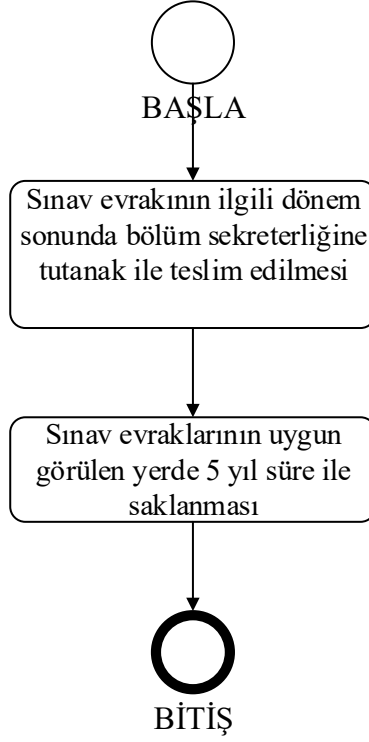 BAŞLA
Sınav evrakının ilgili dönem
sonunda bölüm sekreterliğine
tutanak ile teslim edilmesi
Sınav evraklarının uygun
görülen yerde 5 yıl süre ile
saklanması
BİTİŞ